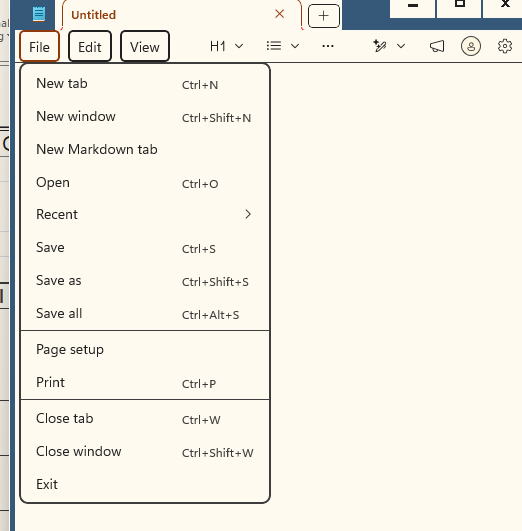 Untitled
File Edit View H1
New tab Ctrl+N
New window Ctrl+Shift+N
New Markdown tab
Open Ctrl+O
Recent
Save Ctrl+S
Save as Ctrl+Shift+S
Save all Ctrl+Alt+S
Page setup
Print Ctrl+P
Close tab Ctrl+W
Close window Ctrl+Shift+W
Exit